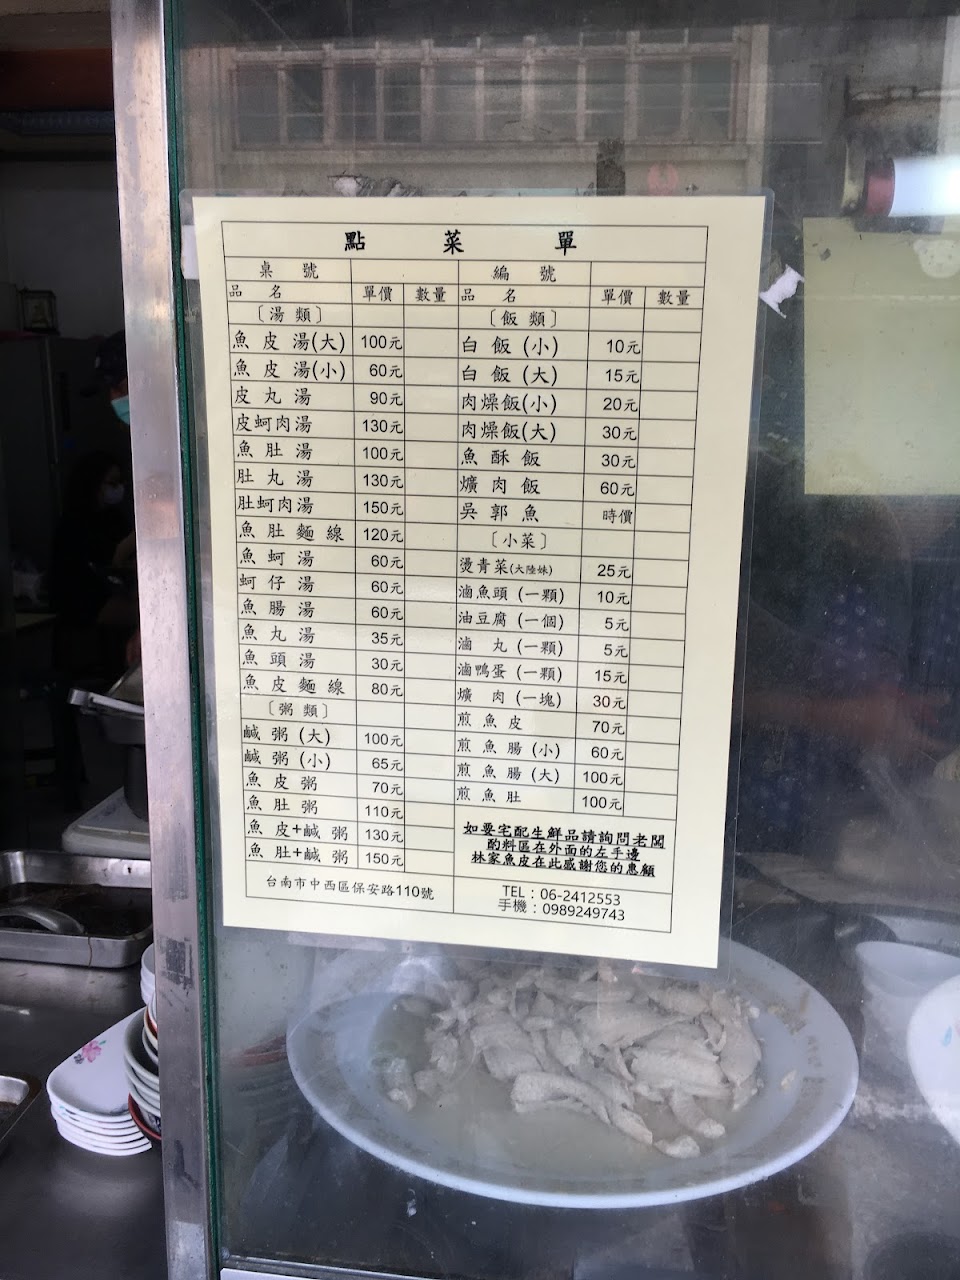 點 菜 單
桌 號 編 號
品 名 單價 數量 品 名 單價 數量
〔湯 類〕 〔飯 類〕
魚 皮 湯(大) 100元 白 飯 (小) 10元
魚 皮 湯(小) 60元 白 飯 (大) 15元
皮 丸 湯 90元 肉燥飯(小) 20元
皮蚵肉湯 130元 肉燥飯(大) 30元
魚 肚 湯 100元 魚 酥 飯 30元
肚 丸 湯 130元 爌 肉 飯 60元
肚蚵肉湯 150元 吳 郭 魚 時價
魚 肚 麵 線 120元 〔小菜〕
魚 蚵 湯 60元 燙青菜(大陸妹) 25元
蚵 仔 湯 60元 滷魚頭 (一顆) 10元
魚 腸 湯 60元 油豆腐 (一個) 5元
魚 丸 湯 35元 滷 丸 (一顆) 5元
魚 頭 湯 30元 滷鴨蛋 (一顆) 15元
魚 皮 麵 線 80元 爌 肉 (一塊) 30元
〔粥 類〕 煎 魚 皮 70元
鹹 粥 (大) 100元 煎 魚 腸 (小) 60元
鹹 粥 (小) 65元 煎 魚 腸 (大) 100元
魚 皮 粥 70元 煎 魚 肚 100元
魚 肚 粥 110元
魚 皮+鹹 粥 130元
魚 肚+鹹 粥 150元
如要宅配生鮮品請詢問老闆
酌料區在外面的左手邊
林家魚皮在此感謝您的惠顧
台南市中西區保安路110號
TEL：06-2412553
手機：0989249743